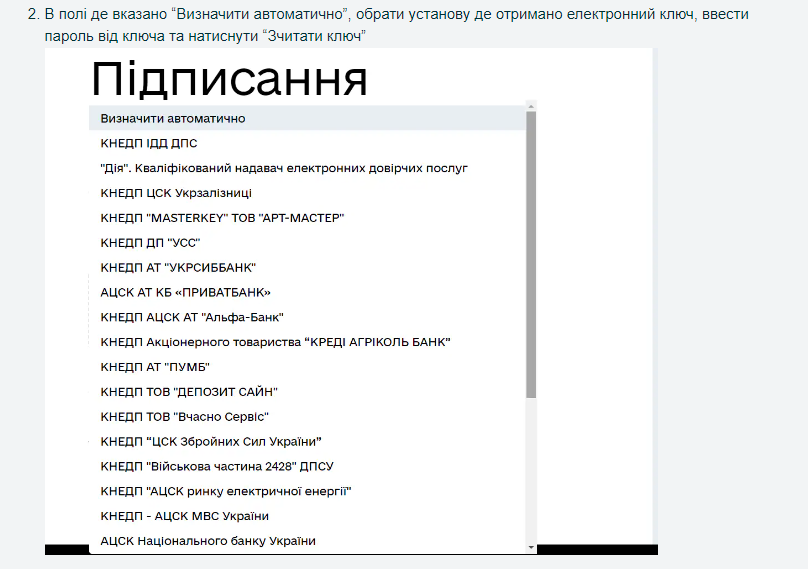 2. В полі де вказано “Визначити автоматично”, обрати установу де отримано електронний ключ, ввести
пароль від ключа та натиснути “Зчитати ключ”
Підписання
Визначити автоматично
КНЕДП ІДД ДПС
"Дія". Кваліфікований надавач електронних довірчих послуг
КНЕДП ЦСК Укрзалізниці
КНЕДП "MASTERKEY" ТОВ "АРТ-МАСТЕР"
КНЕДП ДП "УСС"
КНЕДП АТ "УКРСИББАНК"
АЦСК АТ КБ «ПРИВАТБАНК»
КНЕДП АЦСК АТ "Альфа-Банк"
КНЕДП Акціонерного товариства “КРЕДІ АГРІКОЛЬ БАНК”
КНЕДП АТ "ПУМБ"
КНЕДП ТОВ "ДЕПОЗИТ САЙН"
КНЕДП ТОВ "Вчасно Сервіс"
КНЕДП “ЦСК Збройних Сил України”
КНЕДП "Військова частина 2428" ДПСУ
КНЕДП "АЦСК ринку електричної енергії"
КНЕДП - АЦСК МВС України
АЦСК Національного банку України